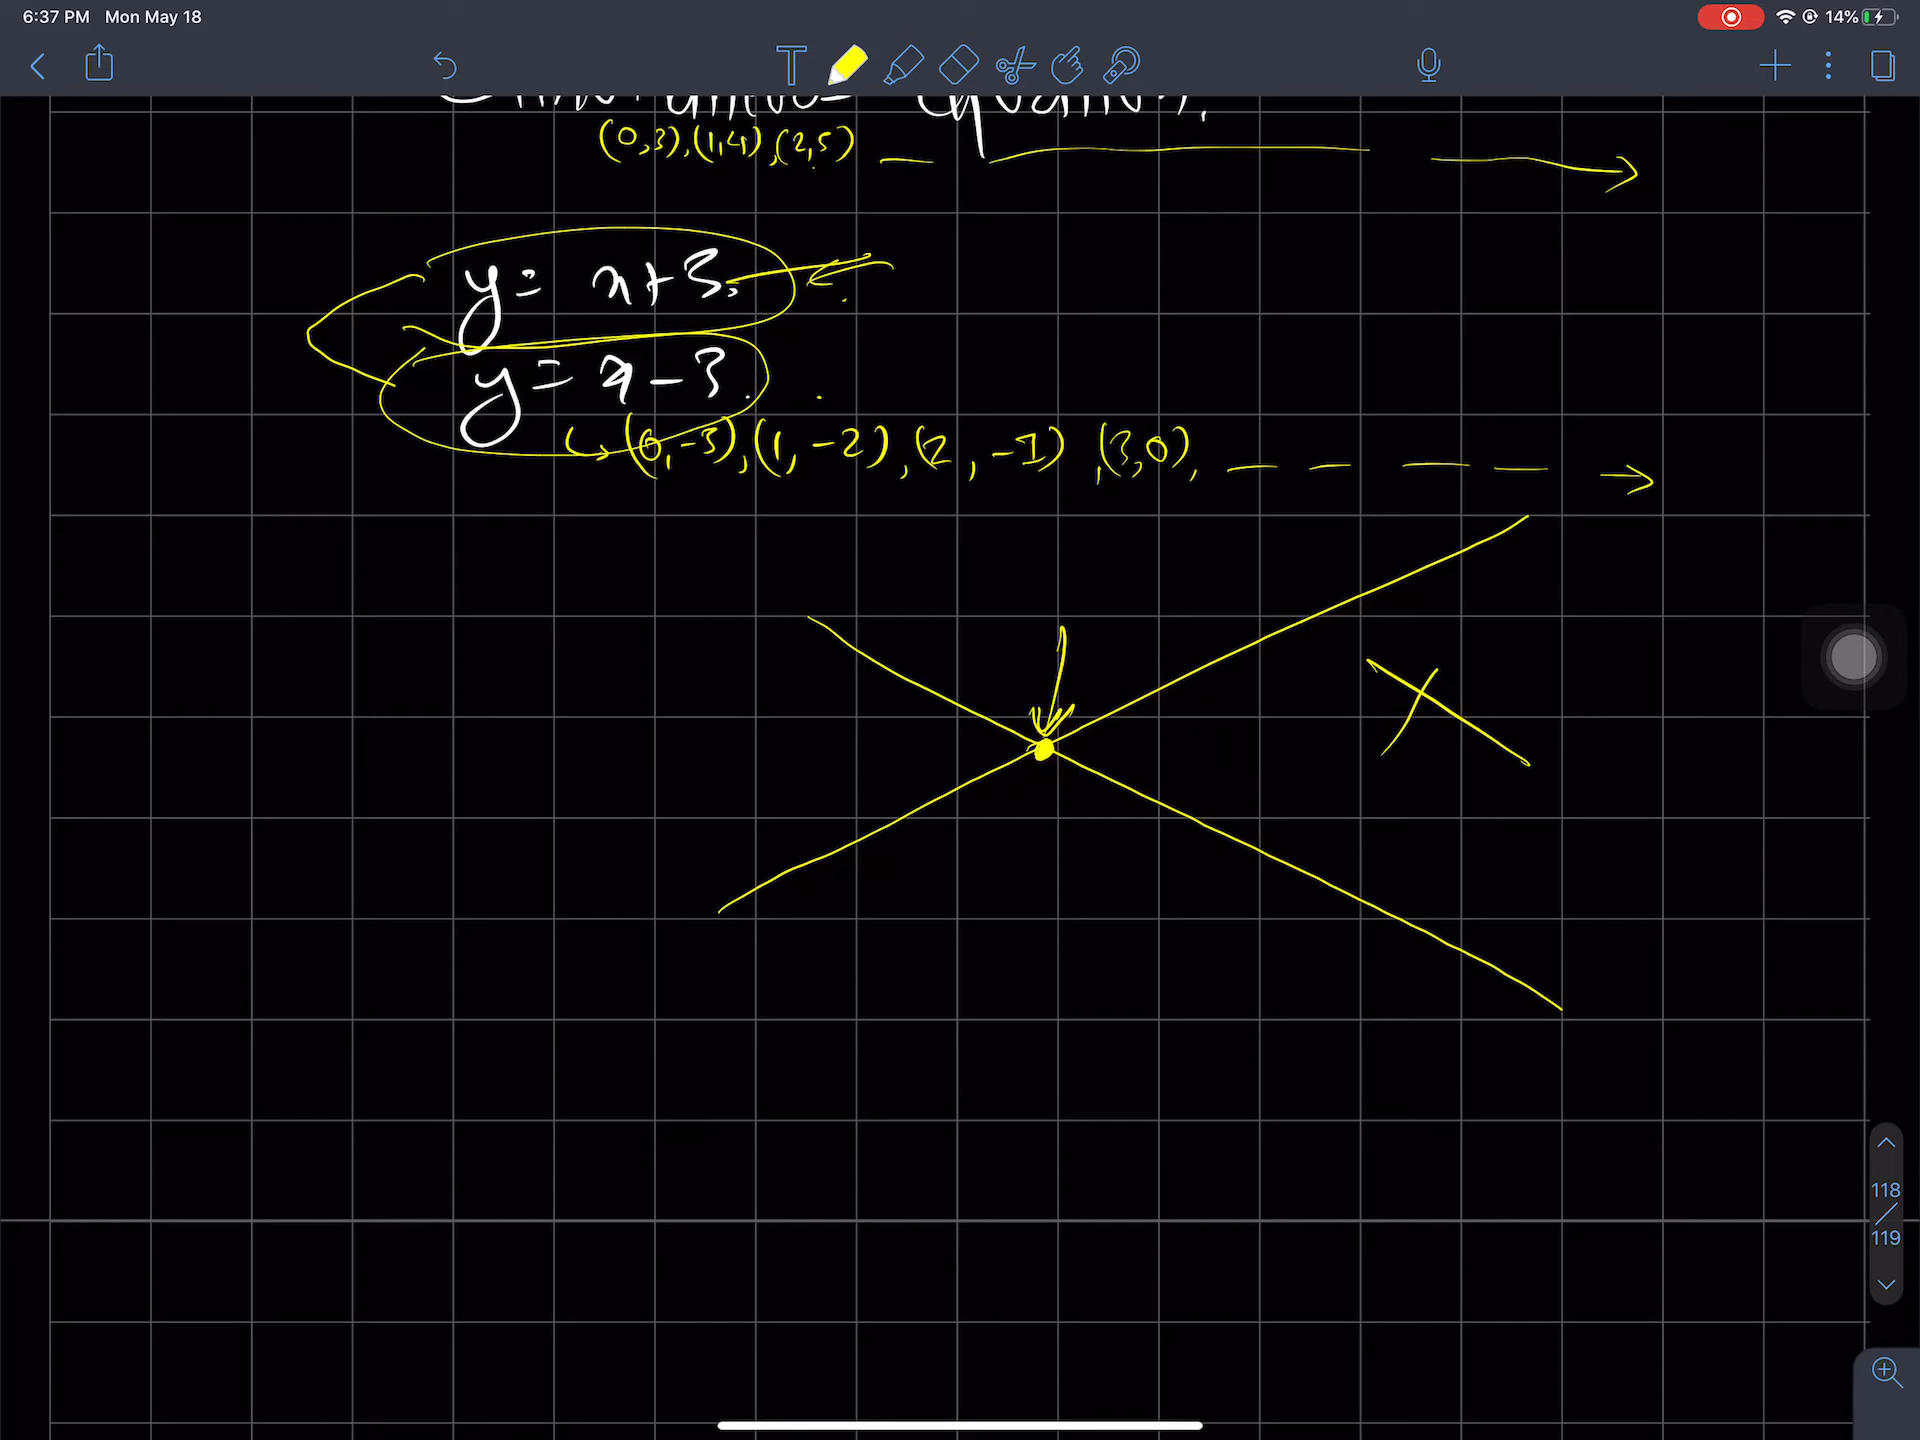 6:37 PM Mon May 18
14%
T
(0,3),(1,4),(2,5)
y = x+3.
y = x-3.
(0,-3),(1,-2),(2,-1),(3,0),
118
119